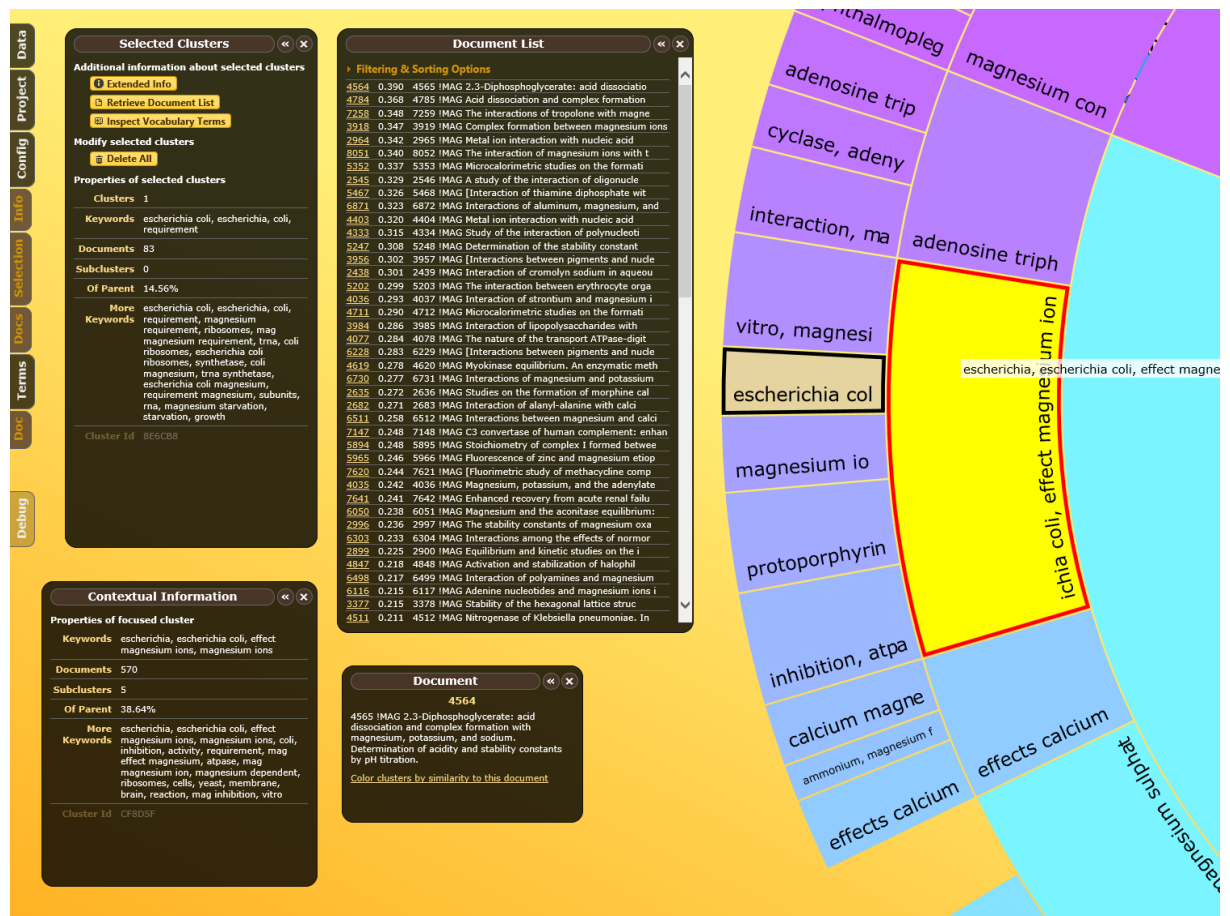 Data
Project
Config
Info
Selection
Docs
Terms
Doc
Debug
Selected Clusters
Additional information about selected clusters
Extended Info
Retrieve Document List
Inspect Vocabulary Terms
Modify selected clusters
Delete All
Properties of selected clusters
Clusters 1
Keywords escherichia coli, escherichia, coli,
requirement
Documents 83
Subclusters 0
Of Parent 14.56%
More Keywords escherichia coli, escherichia, coli,
requirement, magnesium
requirement, ribosomes, mag
magnesium requirement, trna, coli
ribosomes, escherichia coli
ribosomes, synthetase, coli
magnesium, trna synthetase,
escherichia coli magnesium,
requirement magnesium, subunits,
rna, magnesium starvation,
starvation, growth
Cluster Id 8E6CB8
Contextual Information
Properties of focused cluster
Keywords escherichia, escherichia coli, effect
magnesium ions, magnesium ions
Documents 570
Subclusters 5
Of Parent 38.64%
More Keywords escherichia, escherichia coli, effect
magnesium ions, magnesium ions, coli,
inhibition, activity, requirement, mag
effect magnesium, atpase, mag
magnesium ion, magnesium dependent,
ribosomes, cells, yeast, membrane,
brain, reaction, mag inhibition, vitro
Cluster Id CF8D5F
Document List
Filtering & Sorting Options
4564 0.390 4565 !MAG 2.3-Diphosphoglycerate: acid dissociatio
4784 0.368 4785 !MAG Acid dissociation and complex formation
7258 0.348 7259 !MAG The interactions of tropolone with magne
3918 0.347 3919 !MAG Complex formation between magnesium ions
2964 0.342 2965 !MAG Metal ion interaction with nucleic acid
8051 0.340 8052 !MAG The interaction of magnesium ions with t
5352 0.337 5353 !MAG Microcalorimetric studies on the formati
2545 0.329 2546 !MAG A study of the interaction of oligonucle
5467 0.326 5468 !MAG [Interaction of thiamine diphosphate wit
6871 0.323 6872 !MAG Interactions of aluminum, magnesium, and
4403 0.320 4404 !MAG Metal ion interaction with nucleic acid
4333 0.315 4334 !MAG Study of the interaction of polynucleoti
5247 0.308 5248 !MAG Determination of the stability constant
3956 0.302 3957 !MAG [Interactions between pigments and nucle
2438 0.301 2439 !MAG Interaction of cromolyn sodium in aqueou
5202 0.299 5203 !MAG The interaction between erythrocyte orga
4036 0.293 4037 !MAG Interaction of strontium and magnesium i
4711 0.290 4712 !MAG Microcalorimetric studies on the formati
3984 0.286 3985 !MAG Interaction of lipopolysaccharides with
4077 0.284 4078 !MAG The nature of the transport ATPase-digit
6228 0.283 6229 !MAG [Interactions between pigments and nucle
4619 0.278 4620 !MAG Myokinase equilibrium. An enzymatic meth
6730 0.277 6731 !MAG Interactions of magnesium and potassium
2635 0.272 2636 !MAG Studies on the formation of morphine cal
2682 0.271 2683 !MAG Interaction of alanyl-alanine with calci
6511 0.258 6512 !MAG Interactions between magnesium and calci
7147 0.248 7148 !MAG C3 convertase of human complement: enhan
5894 0.248 5895 !MAG Stoichiometry of complex I formed betwee
5965 0.246 5966 !MAG Fluorescence of zinc and magnesium etiop
7620 0.244 7621 !MAG [Fluorimetric study of methacycline comp
4035 0.242 4036 !MAG Magnesium, potassium, and the adenylate
7641 0.241 7642 !MAG Enhanced recovery from acute renal failu
6050 0.238 6051 !MAG Magnesium and the aconitase equilibrium:
2996 0.236 2997 !MAG The stability constants of magnesium oxa
6303 0.233 6304 !MAG Interactions among the effects of normor
2899 0.225 2900 !MAG Equilibrium and kinetic studies on the i
4847 0.218 4848 !MAG Activation and stabilization of halophil
6498 0.217 6499 !MAG Interaction of polyamines and magnesium
6116 0.215 6117 !MAG Adenine nucleotides and magnesium ions i
3377 0.215 3378 !MAG Stability of the hexagonal lattice struc
4511 0.211 4512 !MAG Nitrogenase of Klebsiella pneumoniae. In
Document
4564
4565 !MAG 2.3-Diphosphoglycerate: acid
dissociation and complex formation with
magnesium, potassium, and sodium.
Determination of acidity and stability constants
by pH titration.
Color clusters by similarity to this document
hthalmopleg
magnesium con
adenosine trip
cyclase, adeny
interaction, ma
adenosine triph
vitro, magnesi
escherichia col
magnesium io
protoporphyrin
inhibition, atpa
calcium magne
ammonium, magnesium f
effects calcium
effects calcium
ichia coli, effect magnesium ion
escherichia, escherichia coli, effect magne
magnesium sulphat